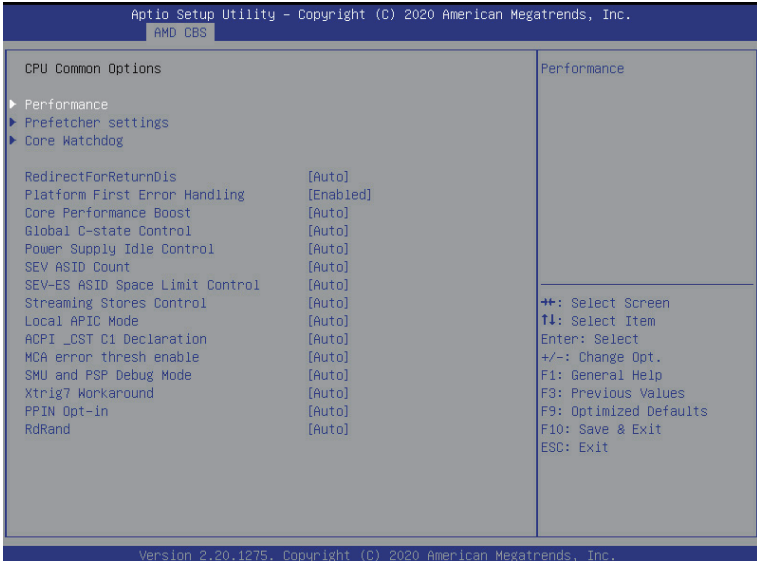 Aptio Setup Utility – Copyright (C) 2020 American Megatrends, Inc.
AMD CBS
CPU Common Options
Performance
Prefetcher settings
Core Watchdog
RedirectForReturnDis [Auto]
Platform First Error Handling [Enabled]
Core Performance Boost [Auto]
Global C-state Control [Auto]
Power Supply Idle Control [Auto]
SEV ASID Count [Auto]
SEV-ES ASID Space Limit Control [Auto]
Streaming Stores Control [Auto]
Local APIC Mode [Auto]
ACPI _CST C1 Declaration [Auto]
MCA error thresh enable [Auto]
SMU and PSP Debug Mode [Auto]
Xtrig7 Workaround [Auto]
PPIN Opt-in [Auto]
RdRand [Auto]
Performance
→←: Select Screen
↑↓: Select Item
Enter: Select
+/-: Change Opt.
F1: General Help
F3: Previous Values
F9: Optimized Defaults
F10: Save & Exit
ESC: Exit
Version 2.20.1275. Copyright (C) 2020 American Megatrends, Inc.